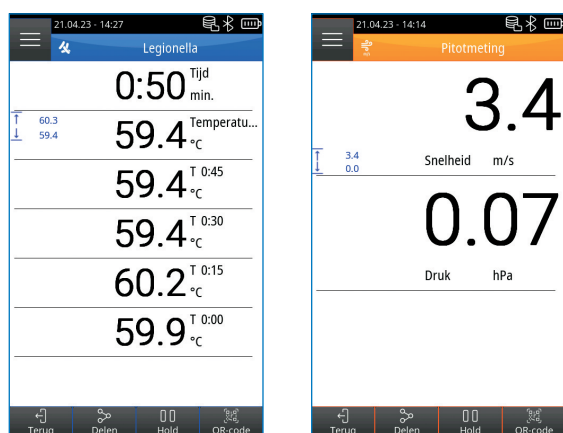 21.04.23 - 14:27
Legionella
0:50 Tijd min.
60.3
59.4
59.4 Temperatu... °C
59.4 T 0:45 °C
59.4 T 0:30 °C
60.2 T 0:15 °C
59.9 T 0:00 °C
Terug Delen Hold QR-code
21.04.23 - 14:14
Pitotmeting
3.4
3.4
0.0
Snelheid m/s
0.07
Druk hPa
Terug Delen Hold QR-code